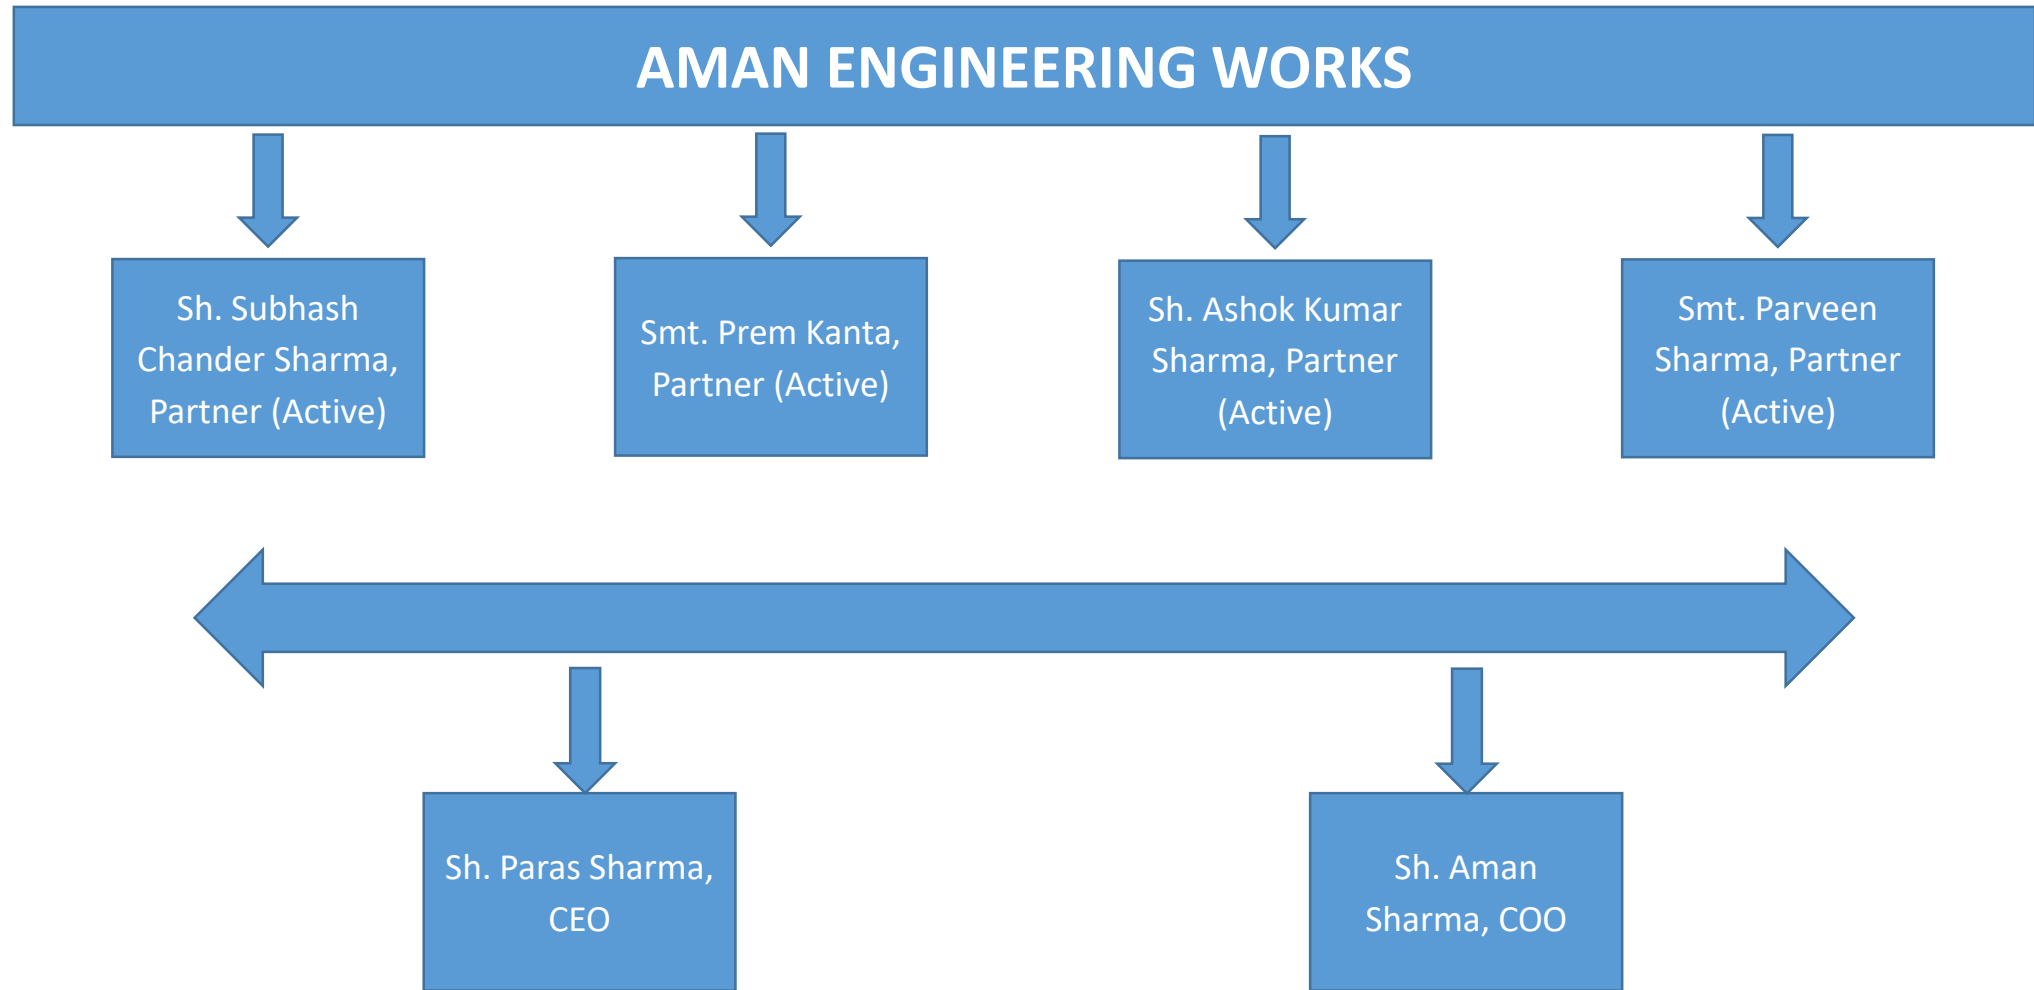 AMAN ENGINEERING WORKS
Sh. Subhash
Chander Sharma,
Partner (Active)
Smt. Prem Kanta,
Partner (Active)
Sh. Ashok Kumar
Sharma, Partner
(Active)
Smt. Parveen
Sharma, Partner
(Active)
Sh. Paras Sharma,
CEO
Sh. Aman
Sharma, COO